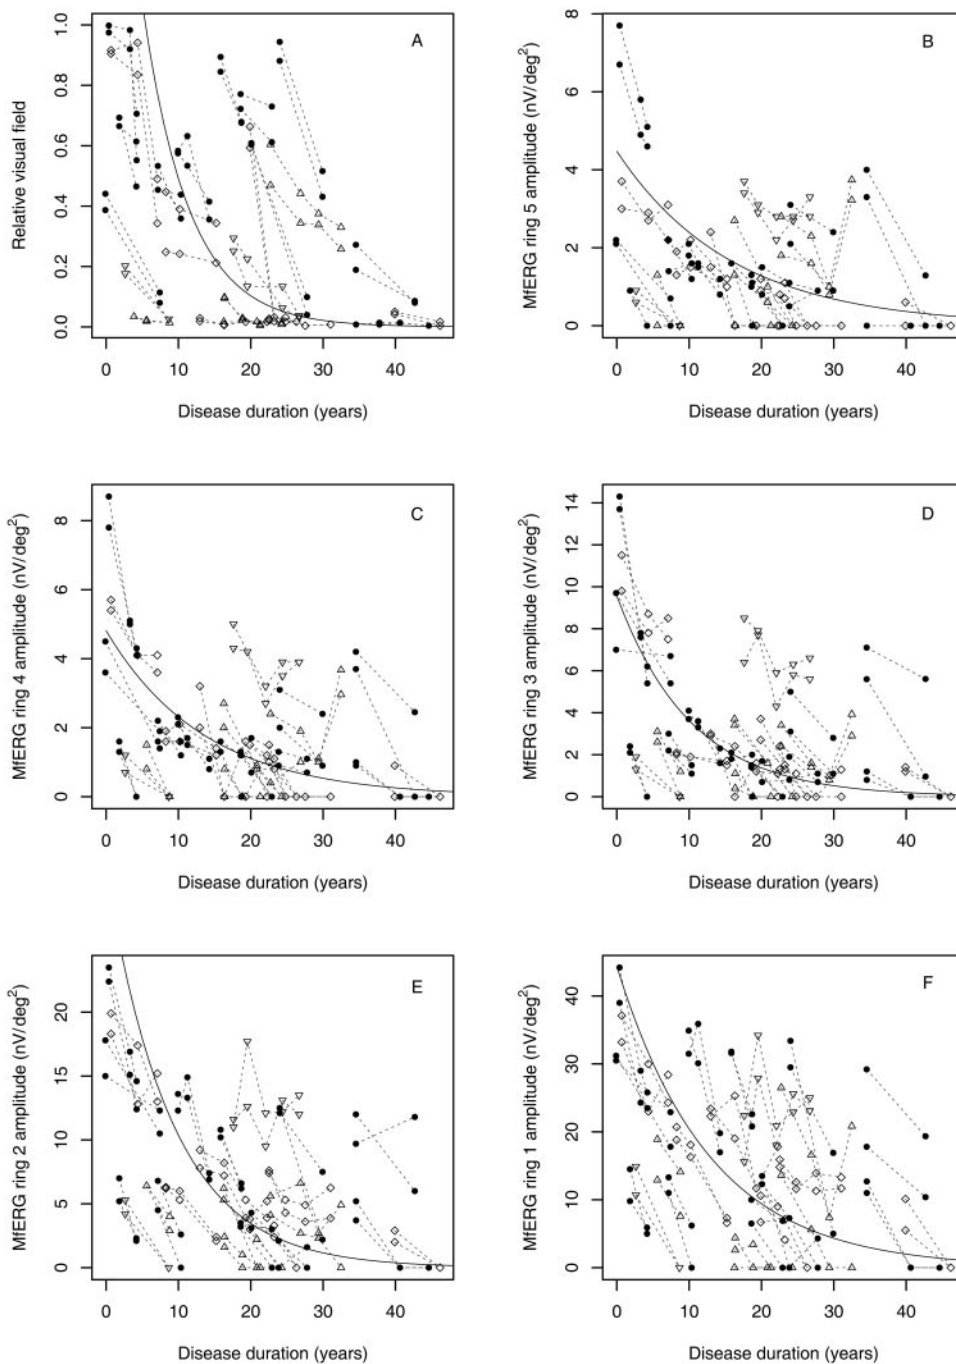 A
Relative visual field
1.0
0.8
0.6
0.4
0.2
0.0
0 10 20 30 40
Disease duration (years)
B
MfERG ring 5 amplitude (nV/deg²)
8
6
4
2
0
0 10 20 30 40
Disease duration (years)
C
MfERG ring 4 amplitude (nV/deg²)
8
6
4
2
0
0 10 20 30 40
Disease duration (years)
D
MfERG ring 3 amplitude (nV/deg²)
14
12
10
8
6
4
2
0
0 10 20 30 40
Disease duration (years)
E
MfERG ring 2 amplitude (nV/deg²)
20
15
10
5
0
0 10 20 30 40
Disease duration (years)
F
MfERG ring 1 amplitude (nV/deg²)
40
30
20
10
0
0 10 20 30 40
Disease duration (years)